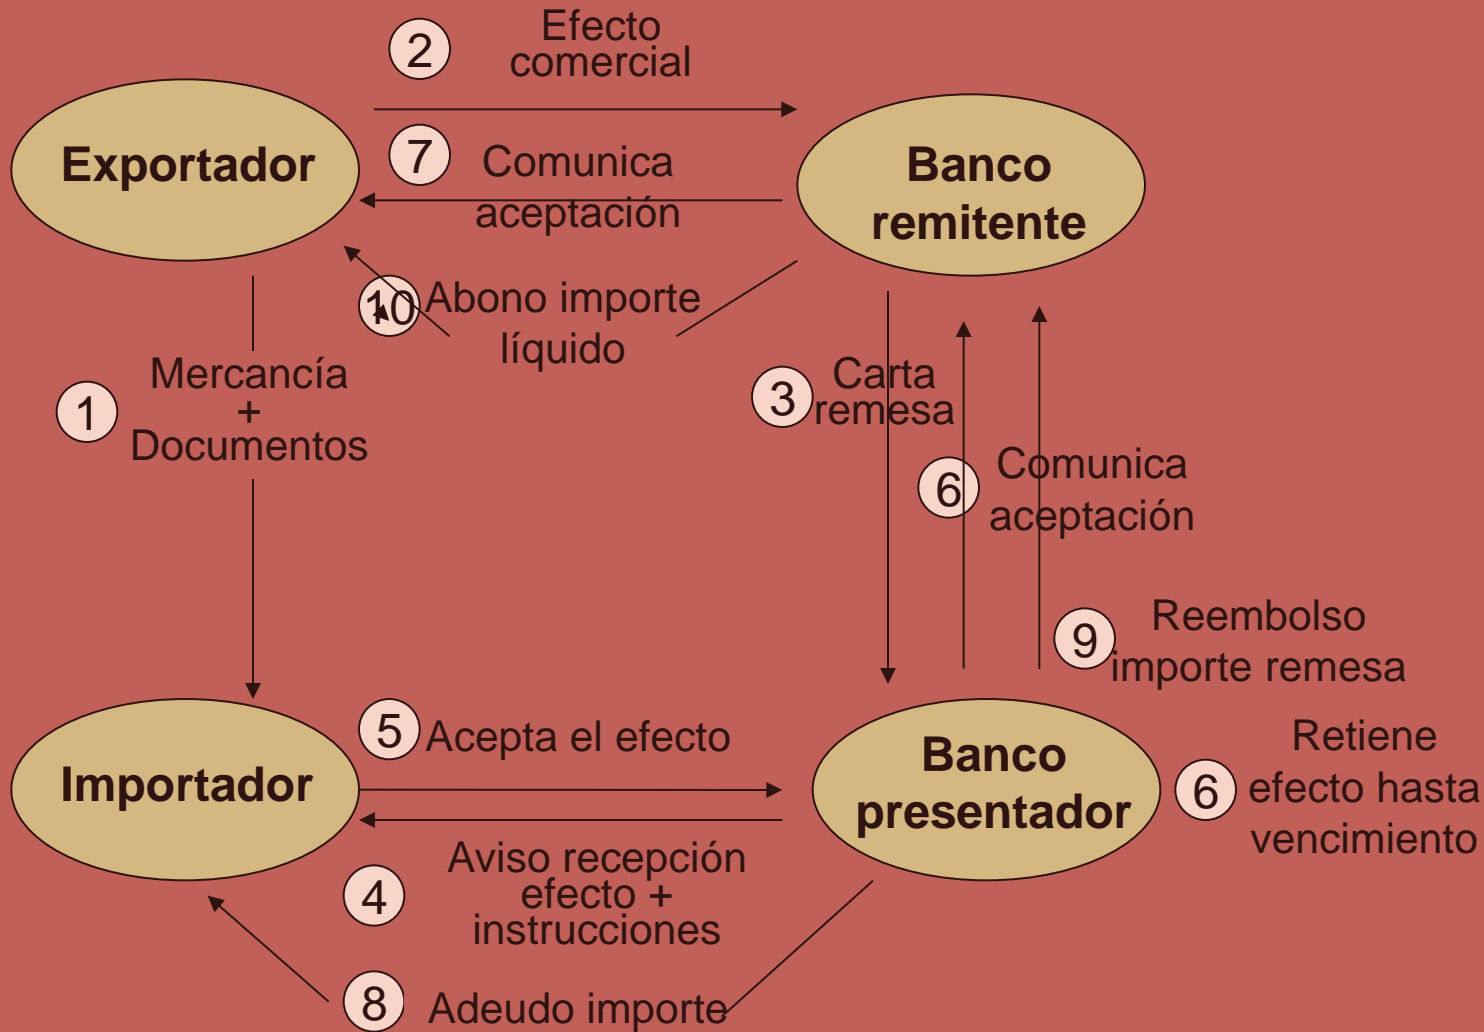 2
Efecto
comercial
Exportador
7
Comunica
aceptación
Banco
remitente
10
Abono importe
líquido
1
Mercancía
+
Documentos
3
Carta
remesa
6
Comunica
aceptación
9
Reembolso
importe remesa
5
Acepta el efecto
Importador
Banco
presentador
6
Retiene
efecto hasta
vencimiento
4
Aviso recepción
efecto +
instrucciones
8
Adeudo importe